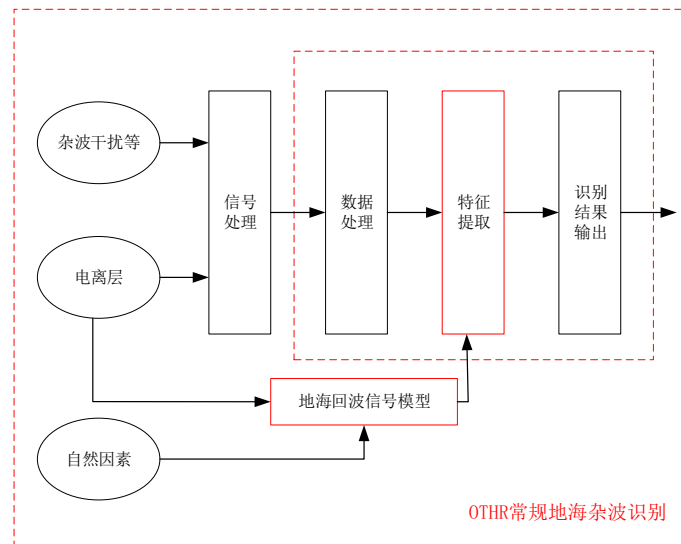 杂波干扰等
信号
处理
数据
处理
特征
提取
识别
结果
输出
电离层
地海回波信号模型
自然因素
OTHR常规地海杂波识别